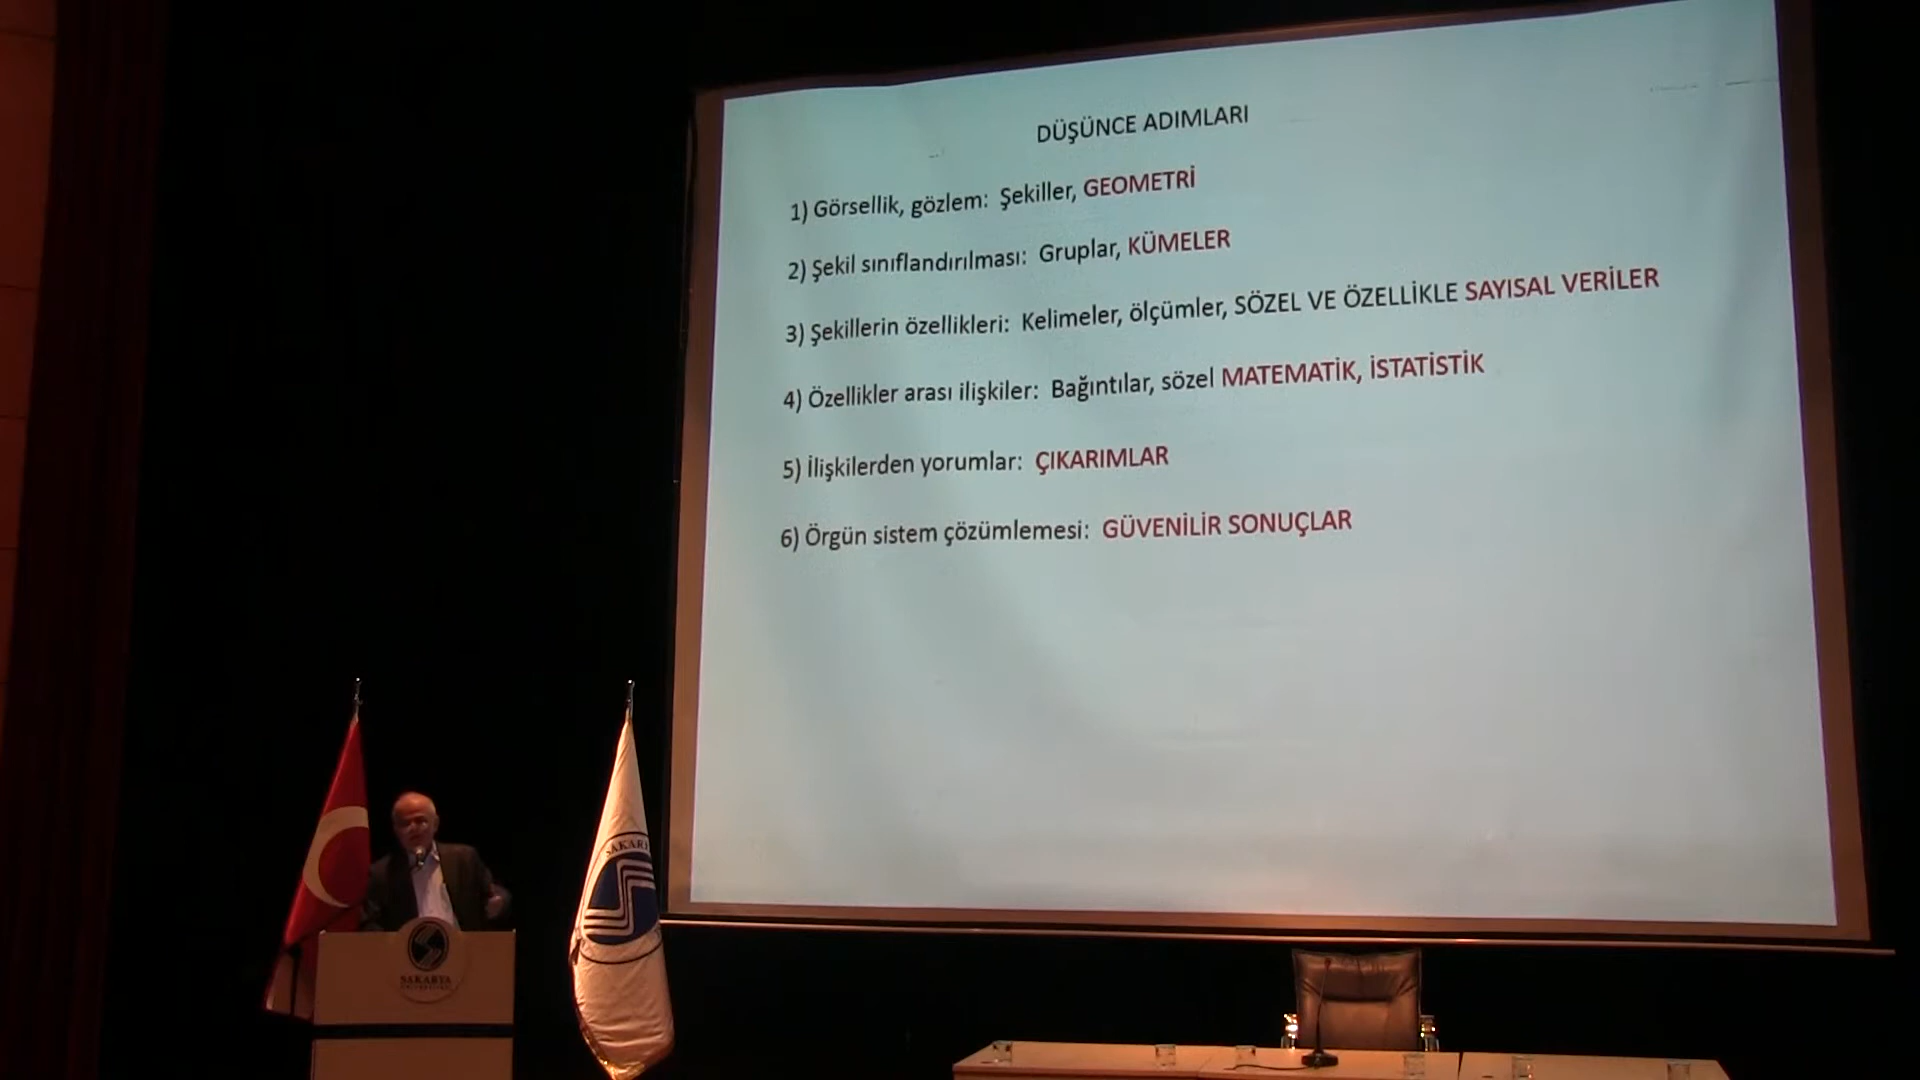 DÜŞÜNCE ADIMLARI
1) Görsellik, gözlem: Şekiller, GEOMETRİ
2) Şekil sınıflandırılması: Gruplar, KÜMELER
3) Şekillerin özellikleri: Kelimeler, ölçümler, SÖZEL VE ÖZELLİKLE SAYISAL VERİLER
4) Özellikler arası ilişkiler: Bağıntılar, sözel MATEMATİK, İSTATİSTİK
5) İlişkilerden yorumlar: ÇIKARIMLAR
6) Örgün sistem çözümlemesi: GÜVENİLİR SONUÇLAR
SAKARY
SAKARYA